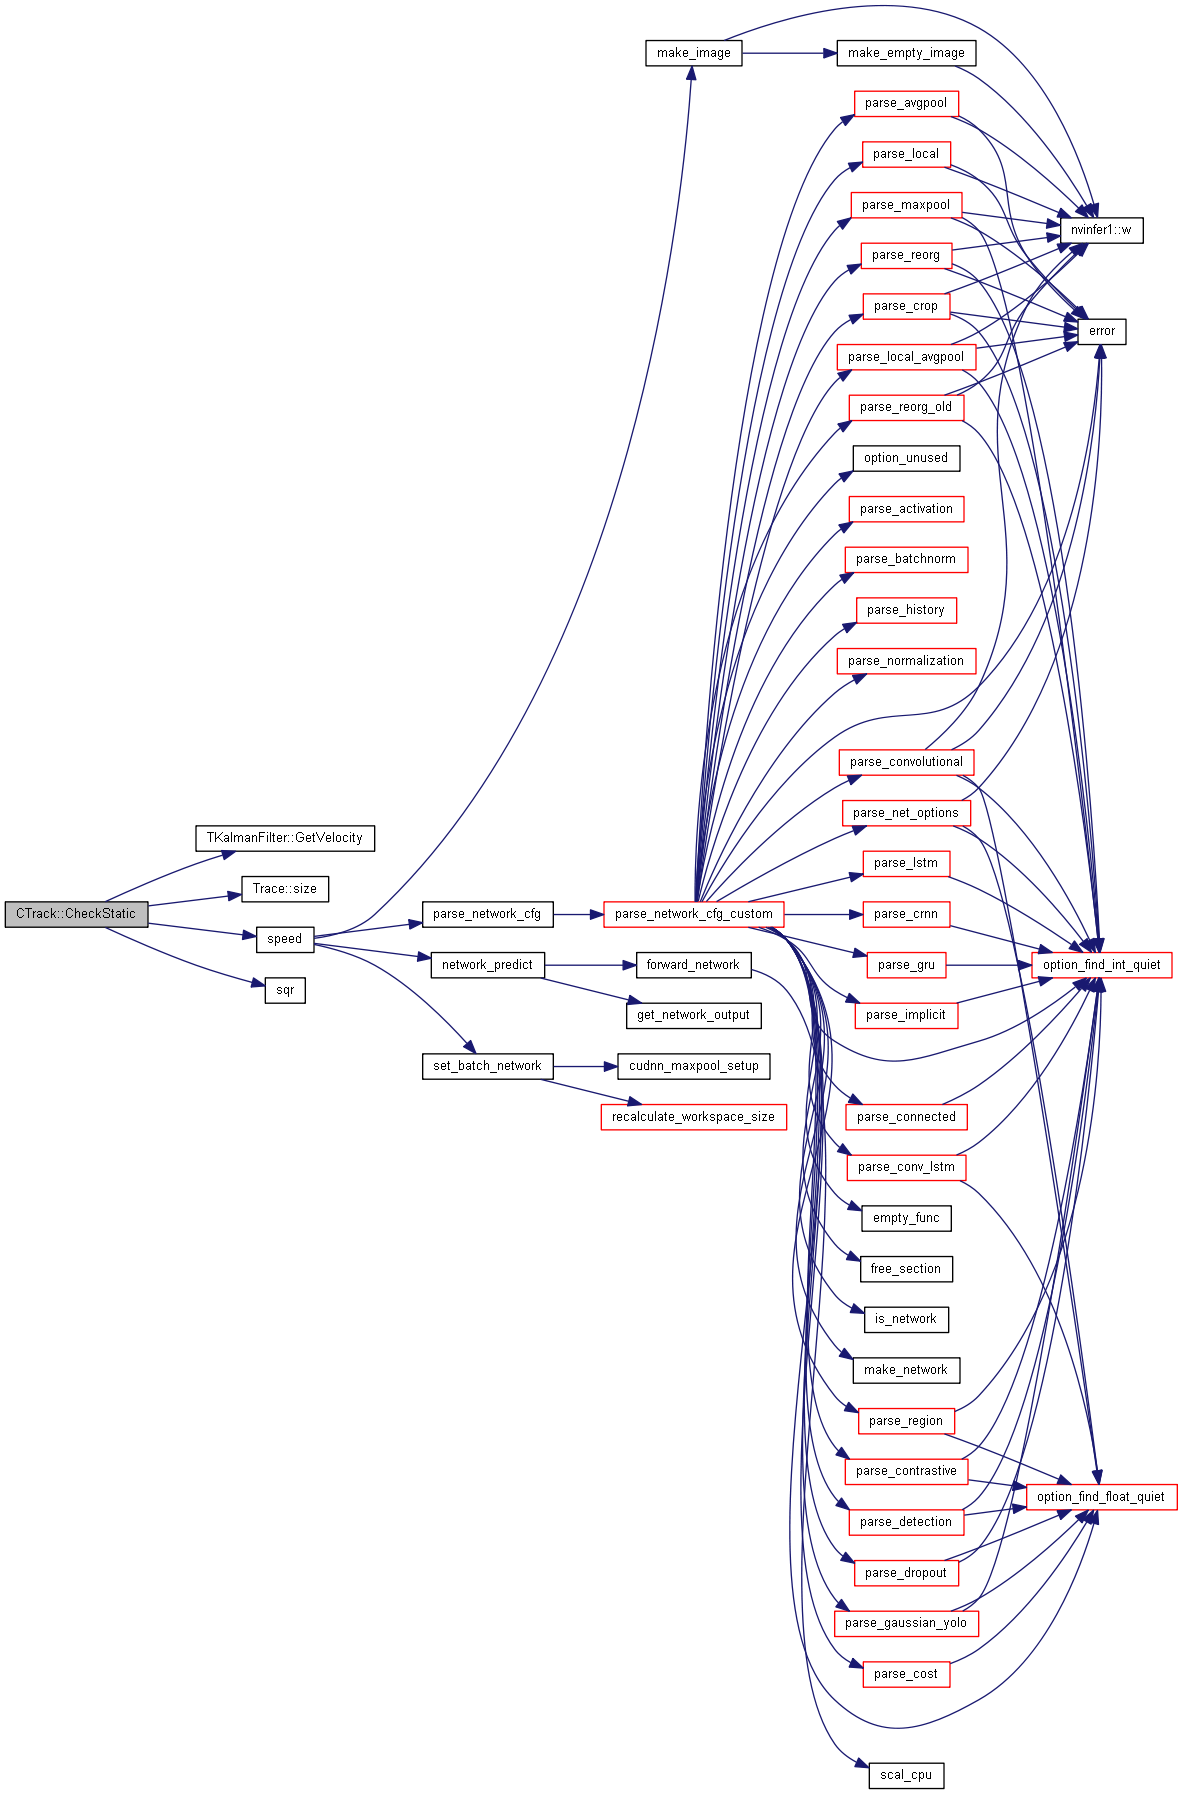 make_image
make_empty_image
parse_avgpool
parse_local
parse_maxpool
nvinfer1::w
parse_reorg
parse_crop
error
parse_local_avgpool
parse_reorg_old
option_unused
parse_activation
parse_batchnorm
parse_history
parse_normalization
parse_convolutional
parse_net_options
TKalmanFilter::GetVelocity
parse_lstm
Trace::size
CTrack::CheckStatic
parse_network_cfg
parse_network_cfg_custom
parse_crnn
speed
network_predict
forward_network
parse_gru
option_find_int_quiet
sqr
get_network_output
parse_implicit
set_batch_network
cudnn_maxpool_setup
recalculate_workspace_size
parse_connected
parse_conv_lstm
empty_func
free_section
is_network
make_network
parse_region
parse_contrastive
option_find_float_quiet
parse_detection
parse_dropout
parse_gaussian_yolo
parse_cost
scal_cpu